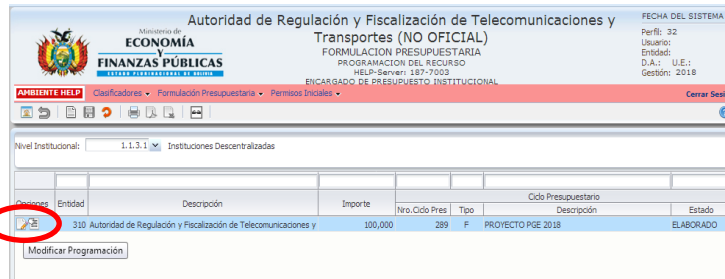 Autoridad de Regulación y Fiscalización de Telecomunicaciones y
Transportes (NO OFICIAL)
FORMULACION PRESUPUESTARIA
PROGRAMACION DEL RECURSO
HELP-Server: 187-7003
ENCARGADO DE PRESUPUESTO INSTITUCIONAL
Ministerio de
ECONOMÍA
Y
FINANZAS PÚBLICAS
ESTADO PLURINACIONAL DE BOLIVIA
FECHA DEL SISTEMA
Perfil: 32
Usuario:
Entidad:
D.A.: U.E.:
Gestión: 2018
AMBIENTE HELP Clasificadores Formulación Presupuestaria Permisos Iniciales Cerrar Sesi
Nivel Institucional: 1.1.3.1 Instituciones Descentralizadas
Opciones Entidad Descripción Importe Ciclo Presupuestario
Nro.Ciclo Pres Tipo Descripción Estado
310 Autoridad de Regulación y Fiscalización de Telecomunicaciones y 100,000 289 F PROYECTO PGE 2018 ELABORADO
Modificar Programación